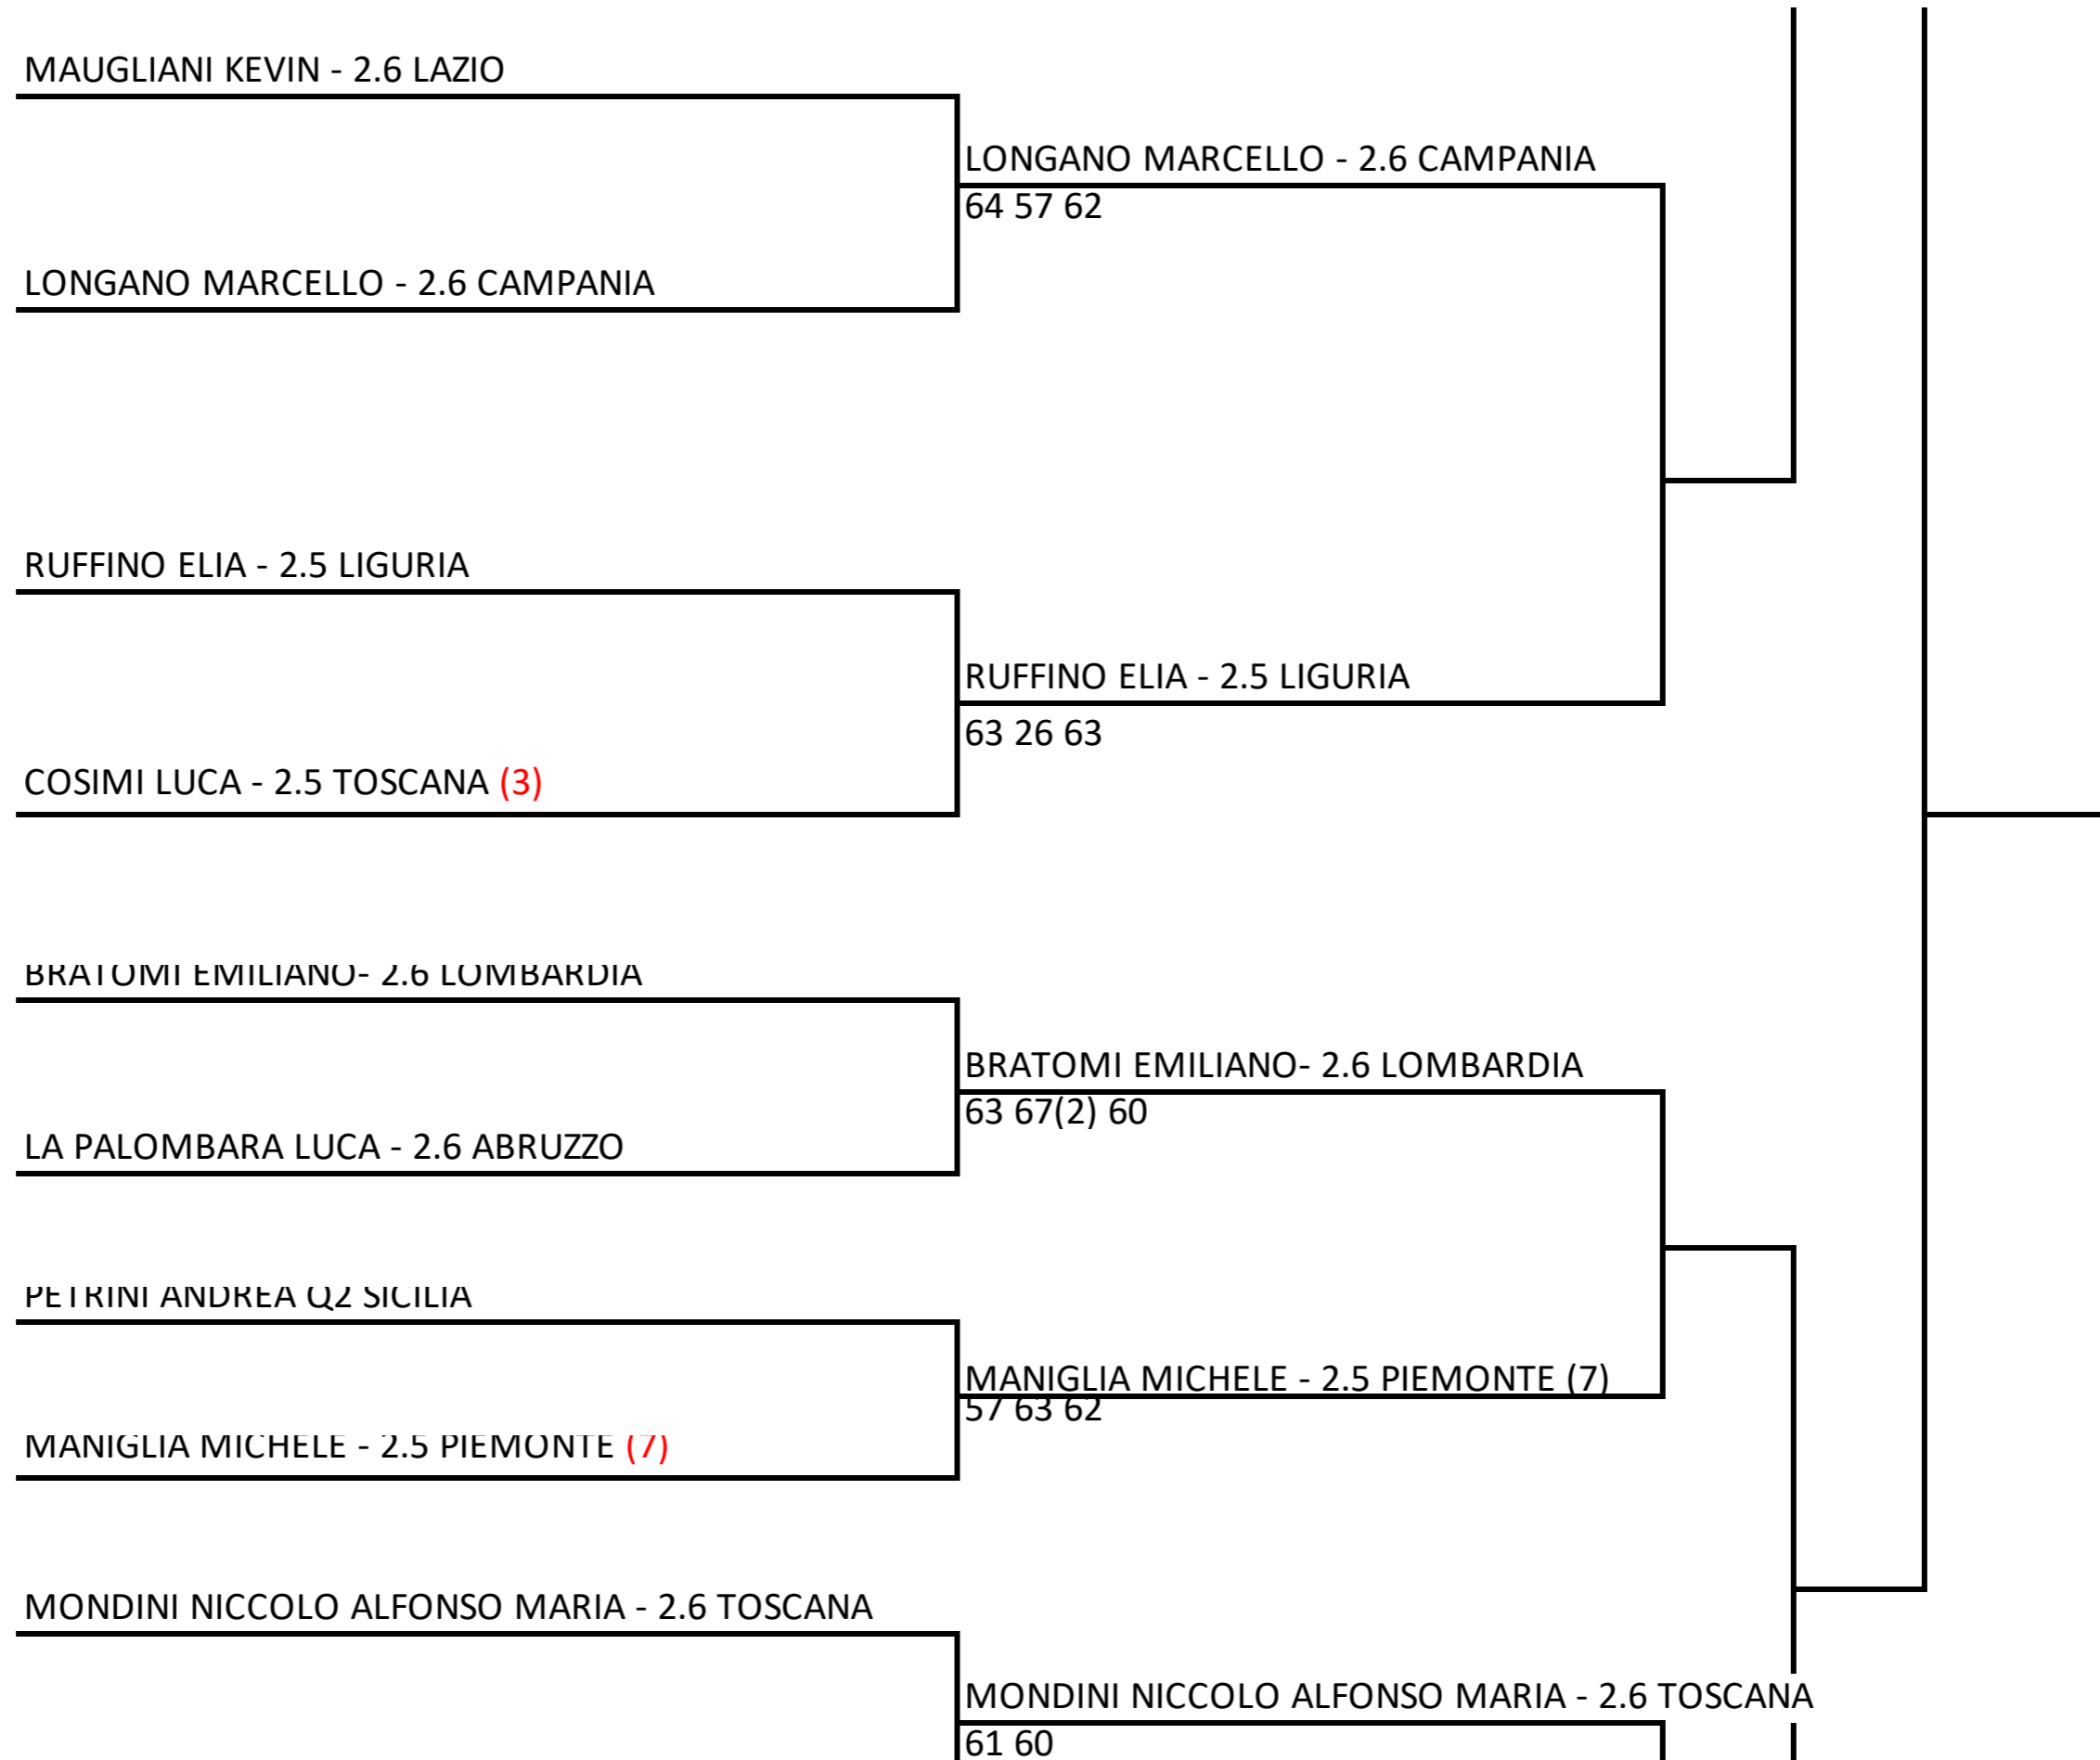 MAUGLIANI KEVIN - 2.6 LAZIO
LONGANO MARCELLO - 2.6 CAMPANIA
64 57 62
LONGANO MARCELLO - 2.6 CAMPANIA
RUFFINO ELIA - 2.5 LIGURIA
RUFFINO ELIA - 2.5 LIGURIA
63 26 63
COSIMI LUCA - 2.5 TOSCANA (3)
BRATOMI EMILIANO- 2.6 LOMBARDIA
BRATOMI EMILIANO- 2.6 LOMBARDIA
63 67(2) 60
LA PALOMBARA LUCA - 2.6 ABRUZZO
PETRINI ANDREA Q2 SICILIA
MANIGLIA MICHELE - 2.5 PIEMONTE (7)
57 63 62
MANIGLIA MICHELE - 2.5 PIEMONTE (7)
MONDINI NICCOLO ALFONSO MARIA - 2.6 TOSCANA
MONDINI NICCOLO ALFONSO MARIA - 2.6 TOSCANA
61 60